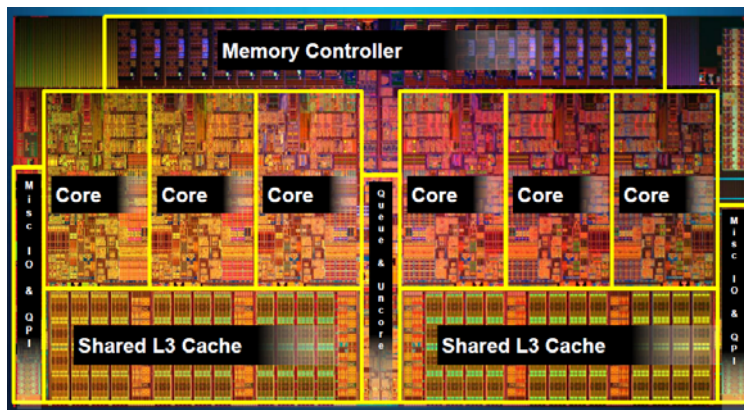 Memory Controller
Core
Core
Core
Core
Core
Core
Misc IO & QPI
Queue & Uncore
Misc IO & QPI
Shared L3 Cache
Shared L3 Cache